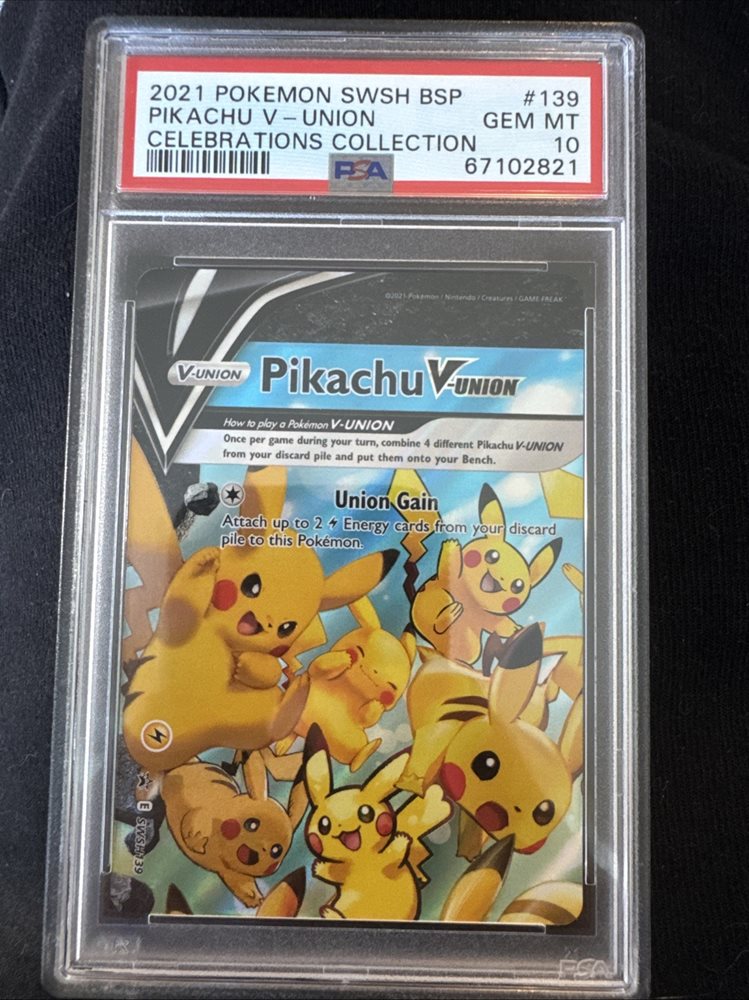 2021 POKEMON SWSH BSP #139
PIKACHU V-UNION GEM MT
CELEBRATIONS COLLECTION 10
PSA 67102821
©2021 Pokémon / Nintendo / Creatures / GAME FREAK
V-UNION Pikachu V-UNION
How to play a Pokémon V-UNION
Once per game during your turn, combine 4 different Pikachu V-UNION
from your discard pile and put them onto your Bench.
Union Gain
Attach up to 2 Energy cards from your discard
pile to this Pokémon.
E SWSH139
PSA